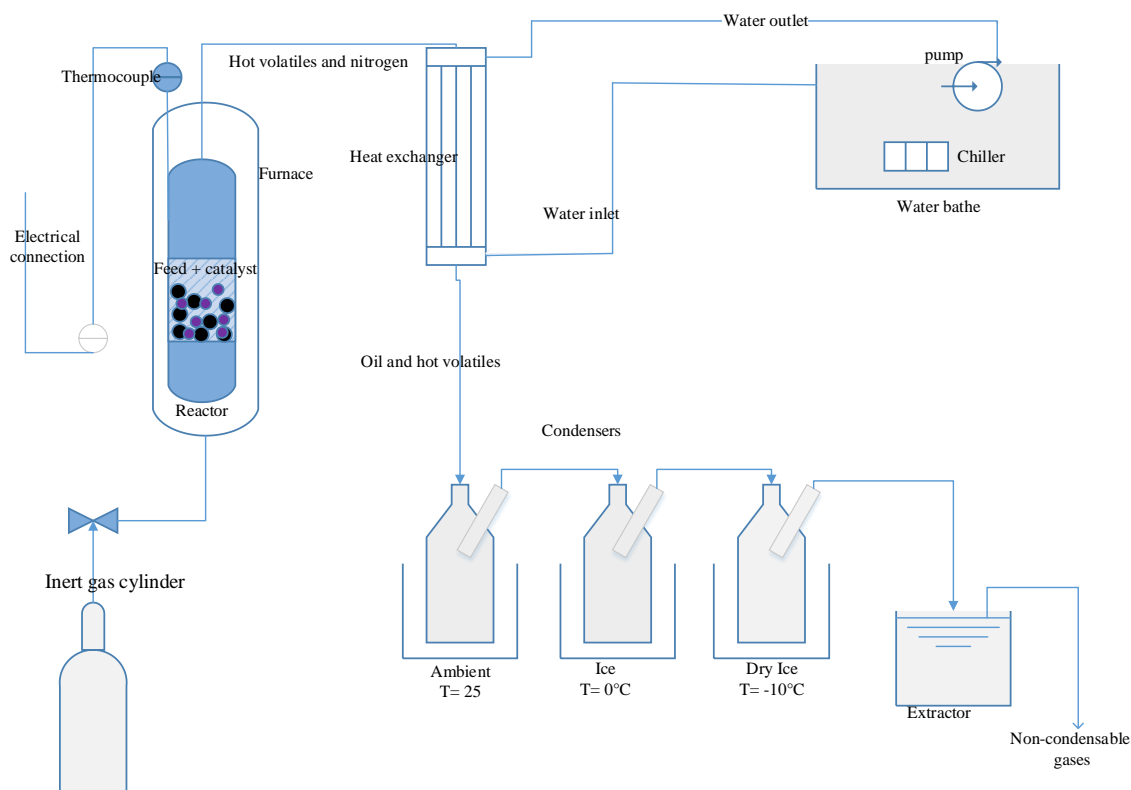 Water outlet
Hot volatiles and nitrogen
pump
Thermocouple
Heat exchanger
Chiller
Furnace
Water bathe
Water inlet
Electrical
connection
Feed + catalyst
Oil and hot volatiles
Reactor
Condensers
Inert gas cylinder
Ambient
T= 25
Ice
T= 0°C
Dry Ice
T= -10°C
Extractor
Non-condensable
gases